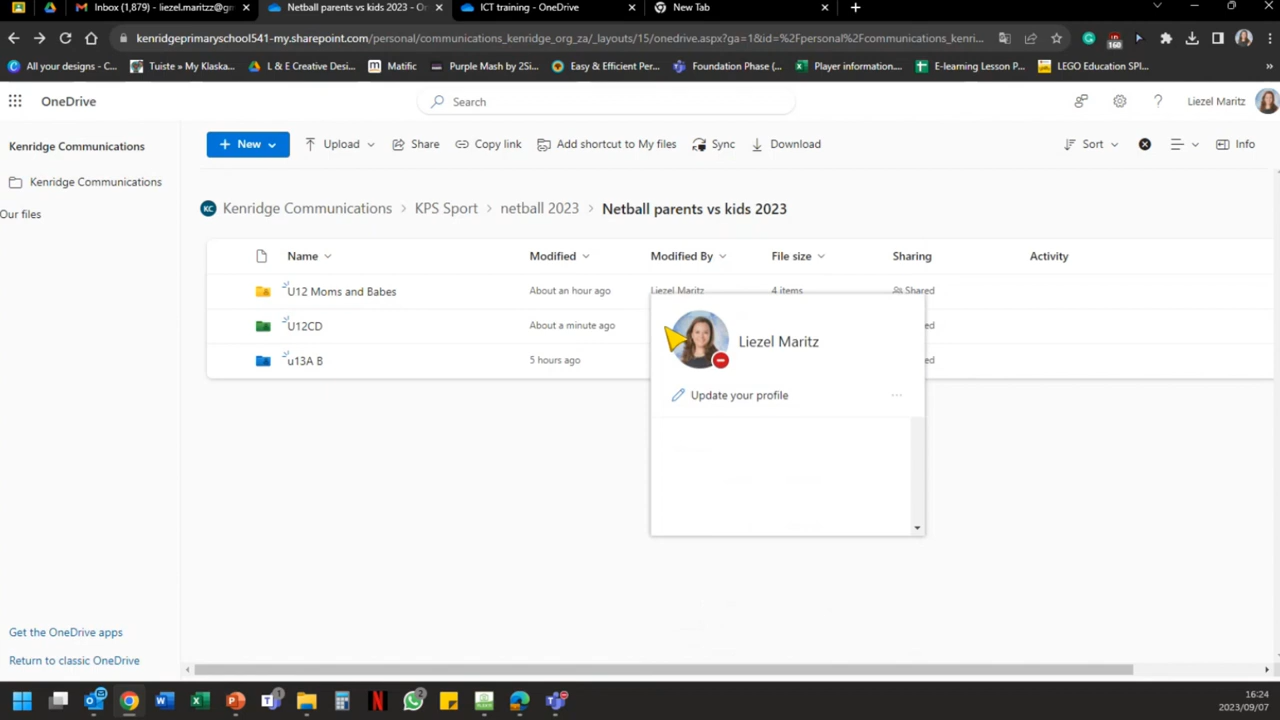 Inbox (1,879) - liezel.maritzz@gm
Netball parents vs kids 2023 - O
ICT training - OneDrive
New Tab
kenridgeprimaryschool541-my.sharepoint.com/personal/communications_kenridge_org_za/_layouts/15/onedrive.aspx?ga=1&id=%2Fpersonal%2Fcommunications_kenri...
160
All your designs - C...
Tuiste » My Klaska...
L & E Creative Desi...
Matific
Purple Mash by 2Si...
Easy & Efficient Per...
Foundation Phase (...
Player information....
E-learning Lesson P...
LEGO Education SPI...
»
OneDrive
Search
Liezel Maritz
Kenridge Communications
New
Upload
Share
Copy link
Add shortcut to My files
Sync
Download
Sort
Info
Kenridge Communications
Our files
KC Kenridge Communications > KPS Sport > netball 2023 > Netball parents vs kids 2023
Name Modified Modified By File size Sharing Activity
U12 Moms and Babes About an hour ago Liezel Maritz 4 items Shared
U12CD About a minute ago ed
u13A B 5 hours ago ed
Liezel Maritz
Update your profile
...
Get the OneDrive apps
Return to classic OneDrive
16:24
2023/09/07